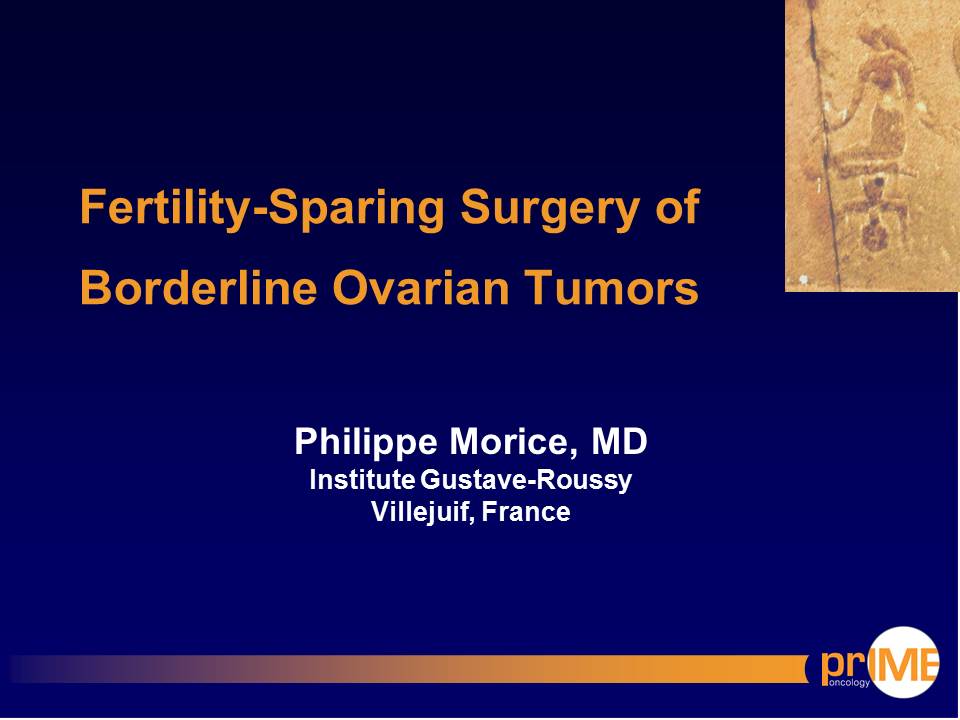 Fertility-Sparing Surgery of
Borderline Ovarian Tumors
Philippe Morice, MD
Institute Gustave-Roussy
Villejuif, France
prIME
oncology